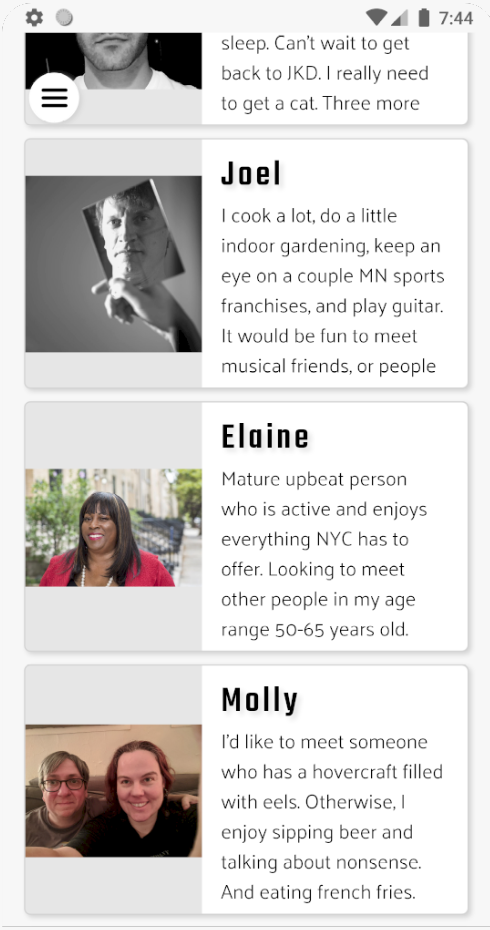 7:44
sleep. Can't wait to get
back to JKD. I really need
to get a cat. Three more
Joel
I cook a lot, do a little
indoor gardening, keep an
eye on a couple MN sports
franchises, and play guitar.
It would be fun to meet
musical friends, or people
Elaine
Mature upbeat person
who is active and enjoys
everything NYC has to
offer. Looking to meet
other people in my age
range 50-65 years old.
Molly
I'd like to meet someone
who has a hovercraft filled
with eels. Otherwise, I
enjoy sipping beer and
talking about nonsense.
And eating french fries.